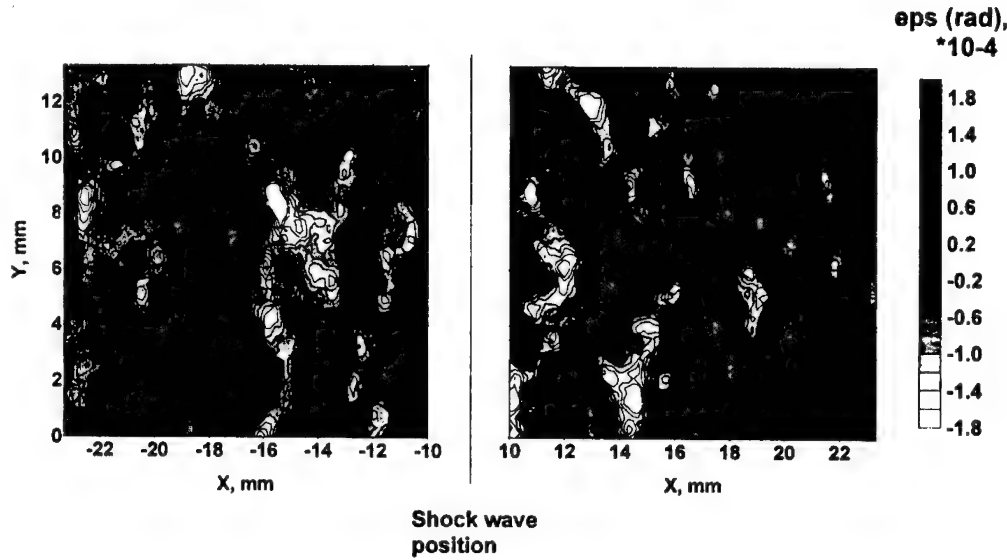 eps (rad),
*10-4
1.8
1.4
1.0
0.6
0.2
-0.2
-0.6
-1.0
-1.4
-1.8
12
10
8
6
4
2
0
Y, mm
-22 -20 -18 -16 -14 -12 -10
10 12 14 16 18 20 22
X, mm
X, mm
Shock wave
position